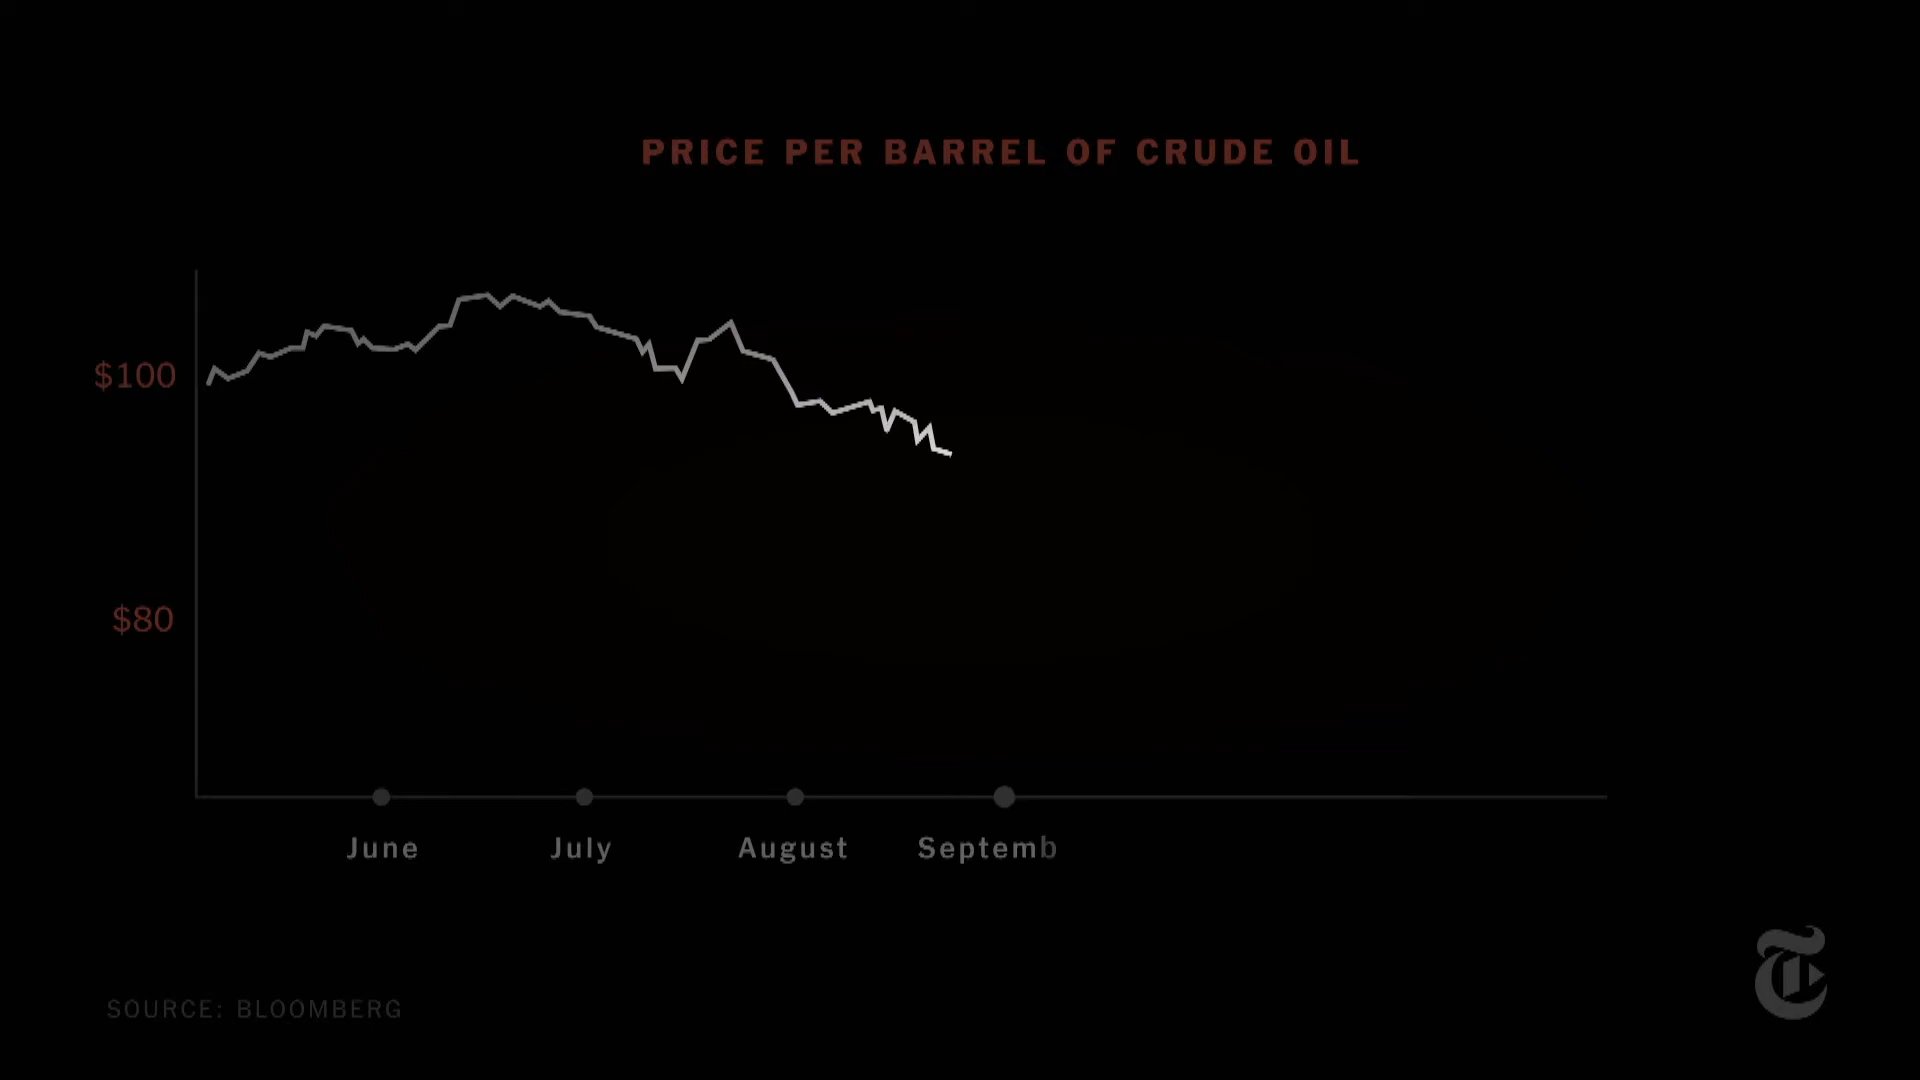 PRICE PER BARREL OF CRUDE OIL
$100
$80
June July August Septemb
SOURCE: BLOOMBERG
T